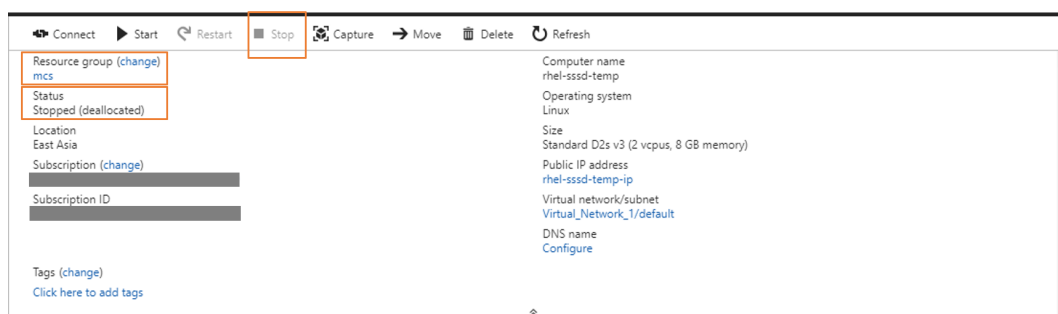 Connect Start Restart Stop Capture Move Delete Refresh
Resource group (change)
mcs
Status
Stopped (deallocated)
Location
East Asia
Subscription (change)
Subscription ID
Tags (change)
Click here to add tags
Computer name
rhel-sssd-temp
Operating system
Linux
Size
Standard D2s v3 (2 vcpus, 8 GB memory)
Public IP address
rhel-sssd-temp-ip
Virtual network/subnet
Virtual_Network_1/default
DNS name
Configure